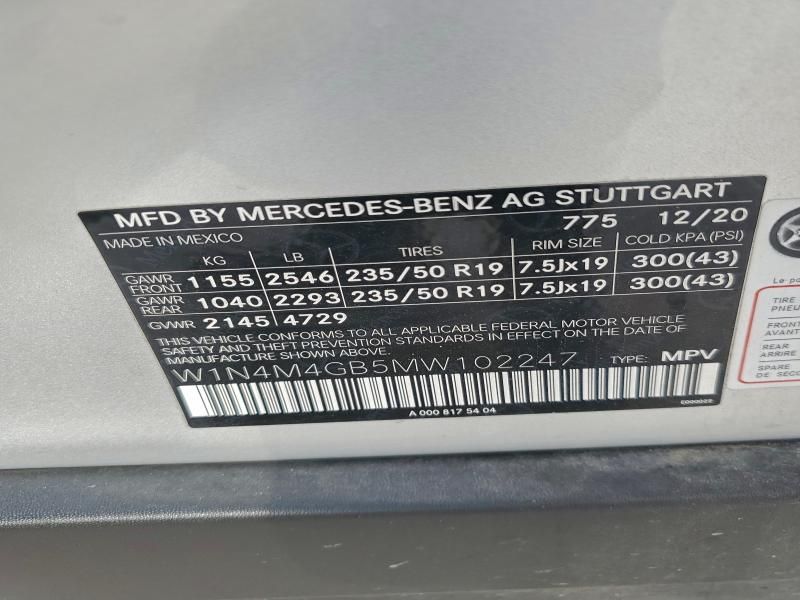 MFD BY MERCEDES-BENZ AG STUTTGART
MADE IN MEXICO 775 12/20
KG LB TIRES RIM SIZE COLD KPA (PSI)
GAWR FRONT 1155 2546 235/50 R19 7.5Jx19 300(43)
GAWR REAR 1040 2293 235/50 R19 7.5Jx19 300(43)
GVWR 2145 4729
THIS VEHICLE CONFORMS TO ALL APPLICABLE FEDERAL MOTOR VEHICLE
SAFETY AND THEFT PREVENTION STANDARDS IN EFFECT ON THE DATE OF
MANUFACTURE SHOWN ABOVE.
W1N4M4GB5MW102247 TYPE: MPV
A 000 817 54 04
TIRE
PNEU
FRONT
AVANT
REAR
ARRIERE
SPARE
DE SECOU